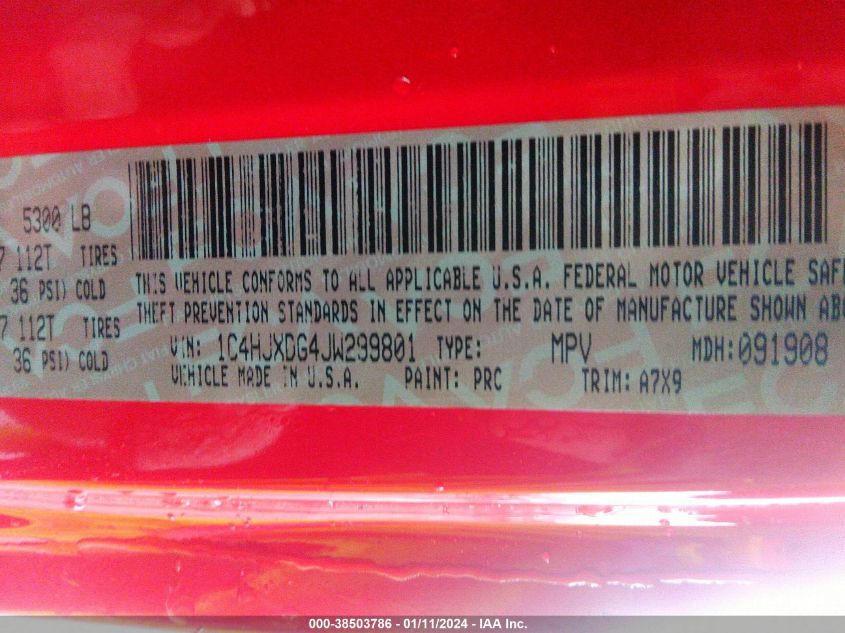 5300 LB
7 112T TIRES
36 PSI) COLD
7 112T TIRES
36 PSI) COLD
THIS VEHICLE CONFORMS TO ALL APPLICABLE U.S.A. FEDERAL MOTOR VEHICLE SAFE
THEFT PREVENTION STANDARDS IN EFFECT ON THE DATE OF MANUFACTURE SHOWN ABO
VIN: 1C4HJXDG4JW299801 TYPE: MPV MDH:091908
VEHICLE MADE IN U.S.A. PAINT: PRC TRIM: A7X9
000-38503786 - 01/11/2024 - IAA Inc.